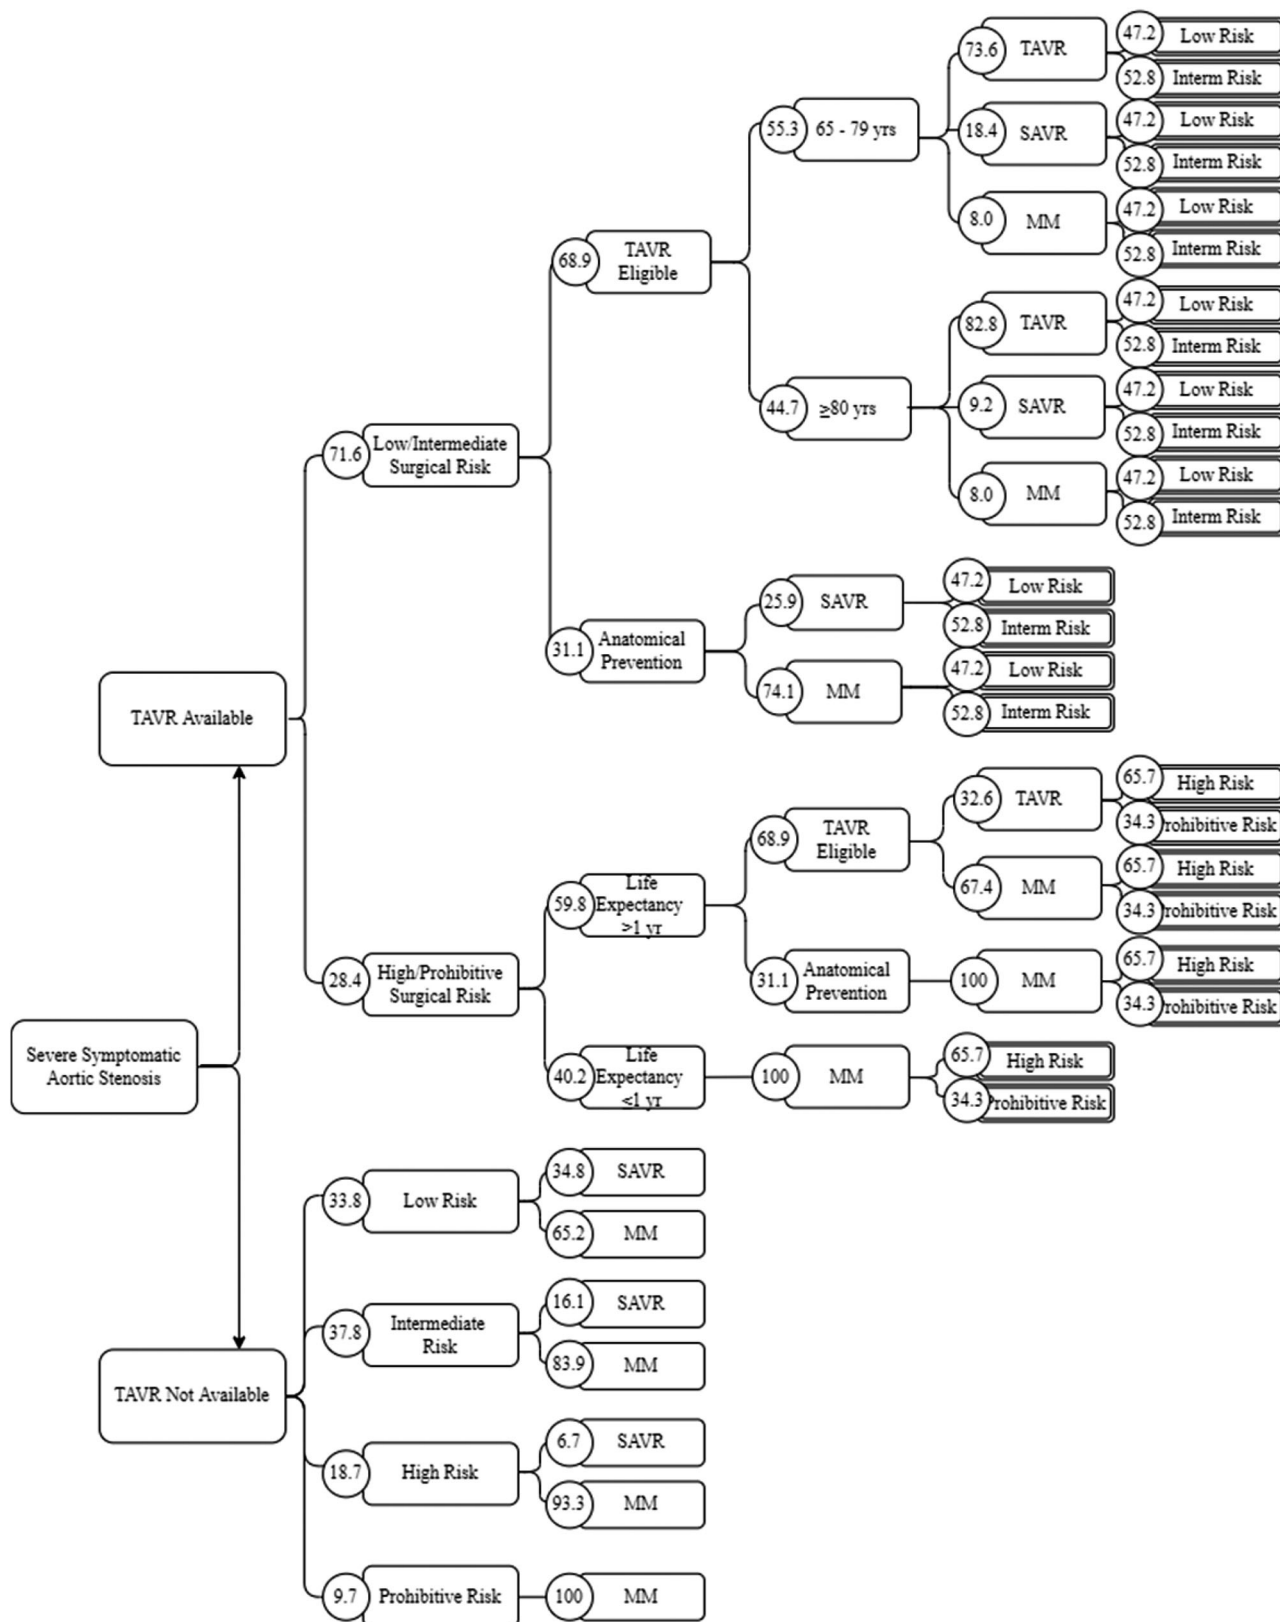 73.6
TAVR
47.2
Low Risk
52.8
Interm Risk
55.3
65 - 79 yrs
18.4
SAVR
47.2
Low Risk
52.8
Interm Risk
8.0
MM
47.2
Low Risk
52.8
Interm Risk
68.9
TAVR
Eligible
82.8
TAVR
47.2
Low Risk
52.8
Interm Risk
44.7
≥80 yrs
9.2
SAVR
47.2
Low Risk
52.8
Interm Risk
8.0
MM
47.2
Low Risk
52.8
Interm Risk
71.6
Low/Intermediate
Surgical Risk
31.1
Anatomical
Prevention
25.9
SAVR
47.2
Low Risk
52.8
Interm Risk
74.1
MM
47.2
Low Risk
52.8
Interm Risk
TAVR Available
28.4
High/Prohibitive
Surgical Risk
59.8
Life
Expectancy
>1 yr
68.9
TAVR
Eligible
32.6
TAVR
65.7
High Risk
34.3
rohibitive Risk
67.4
MM
65.7
High Risk
34.3
rohibitive Risk
31.1
Anatomical
Prevention
100
MM
65.7
High Risk
34.3
rohibitive Risk
40.2
Life
Expectancy
≤1 yr
100
MM
65.7
High Risk
34.3
Prohibitive Risk
Severe Symptomatic
Aortic Stenosis
TAVR Not Available
33.8
Low Risk
34.8
SAVR
65.2
MM
37.8
Intermediate
Risk
16.1
SAVR
83.9
MM
18.7
High Risk
6.7
SAVR
93.3
MM
9.7
Prohibitive Risk
100
MM